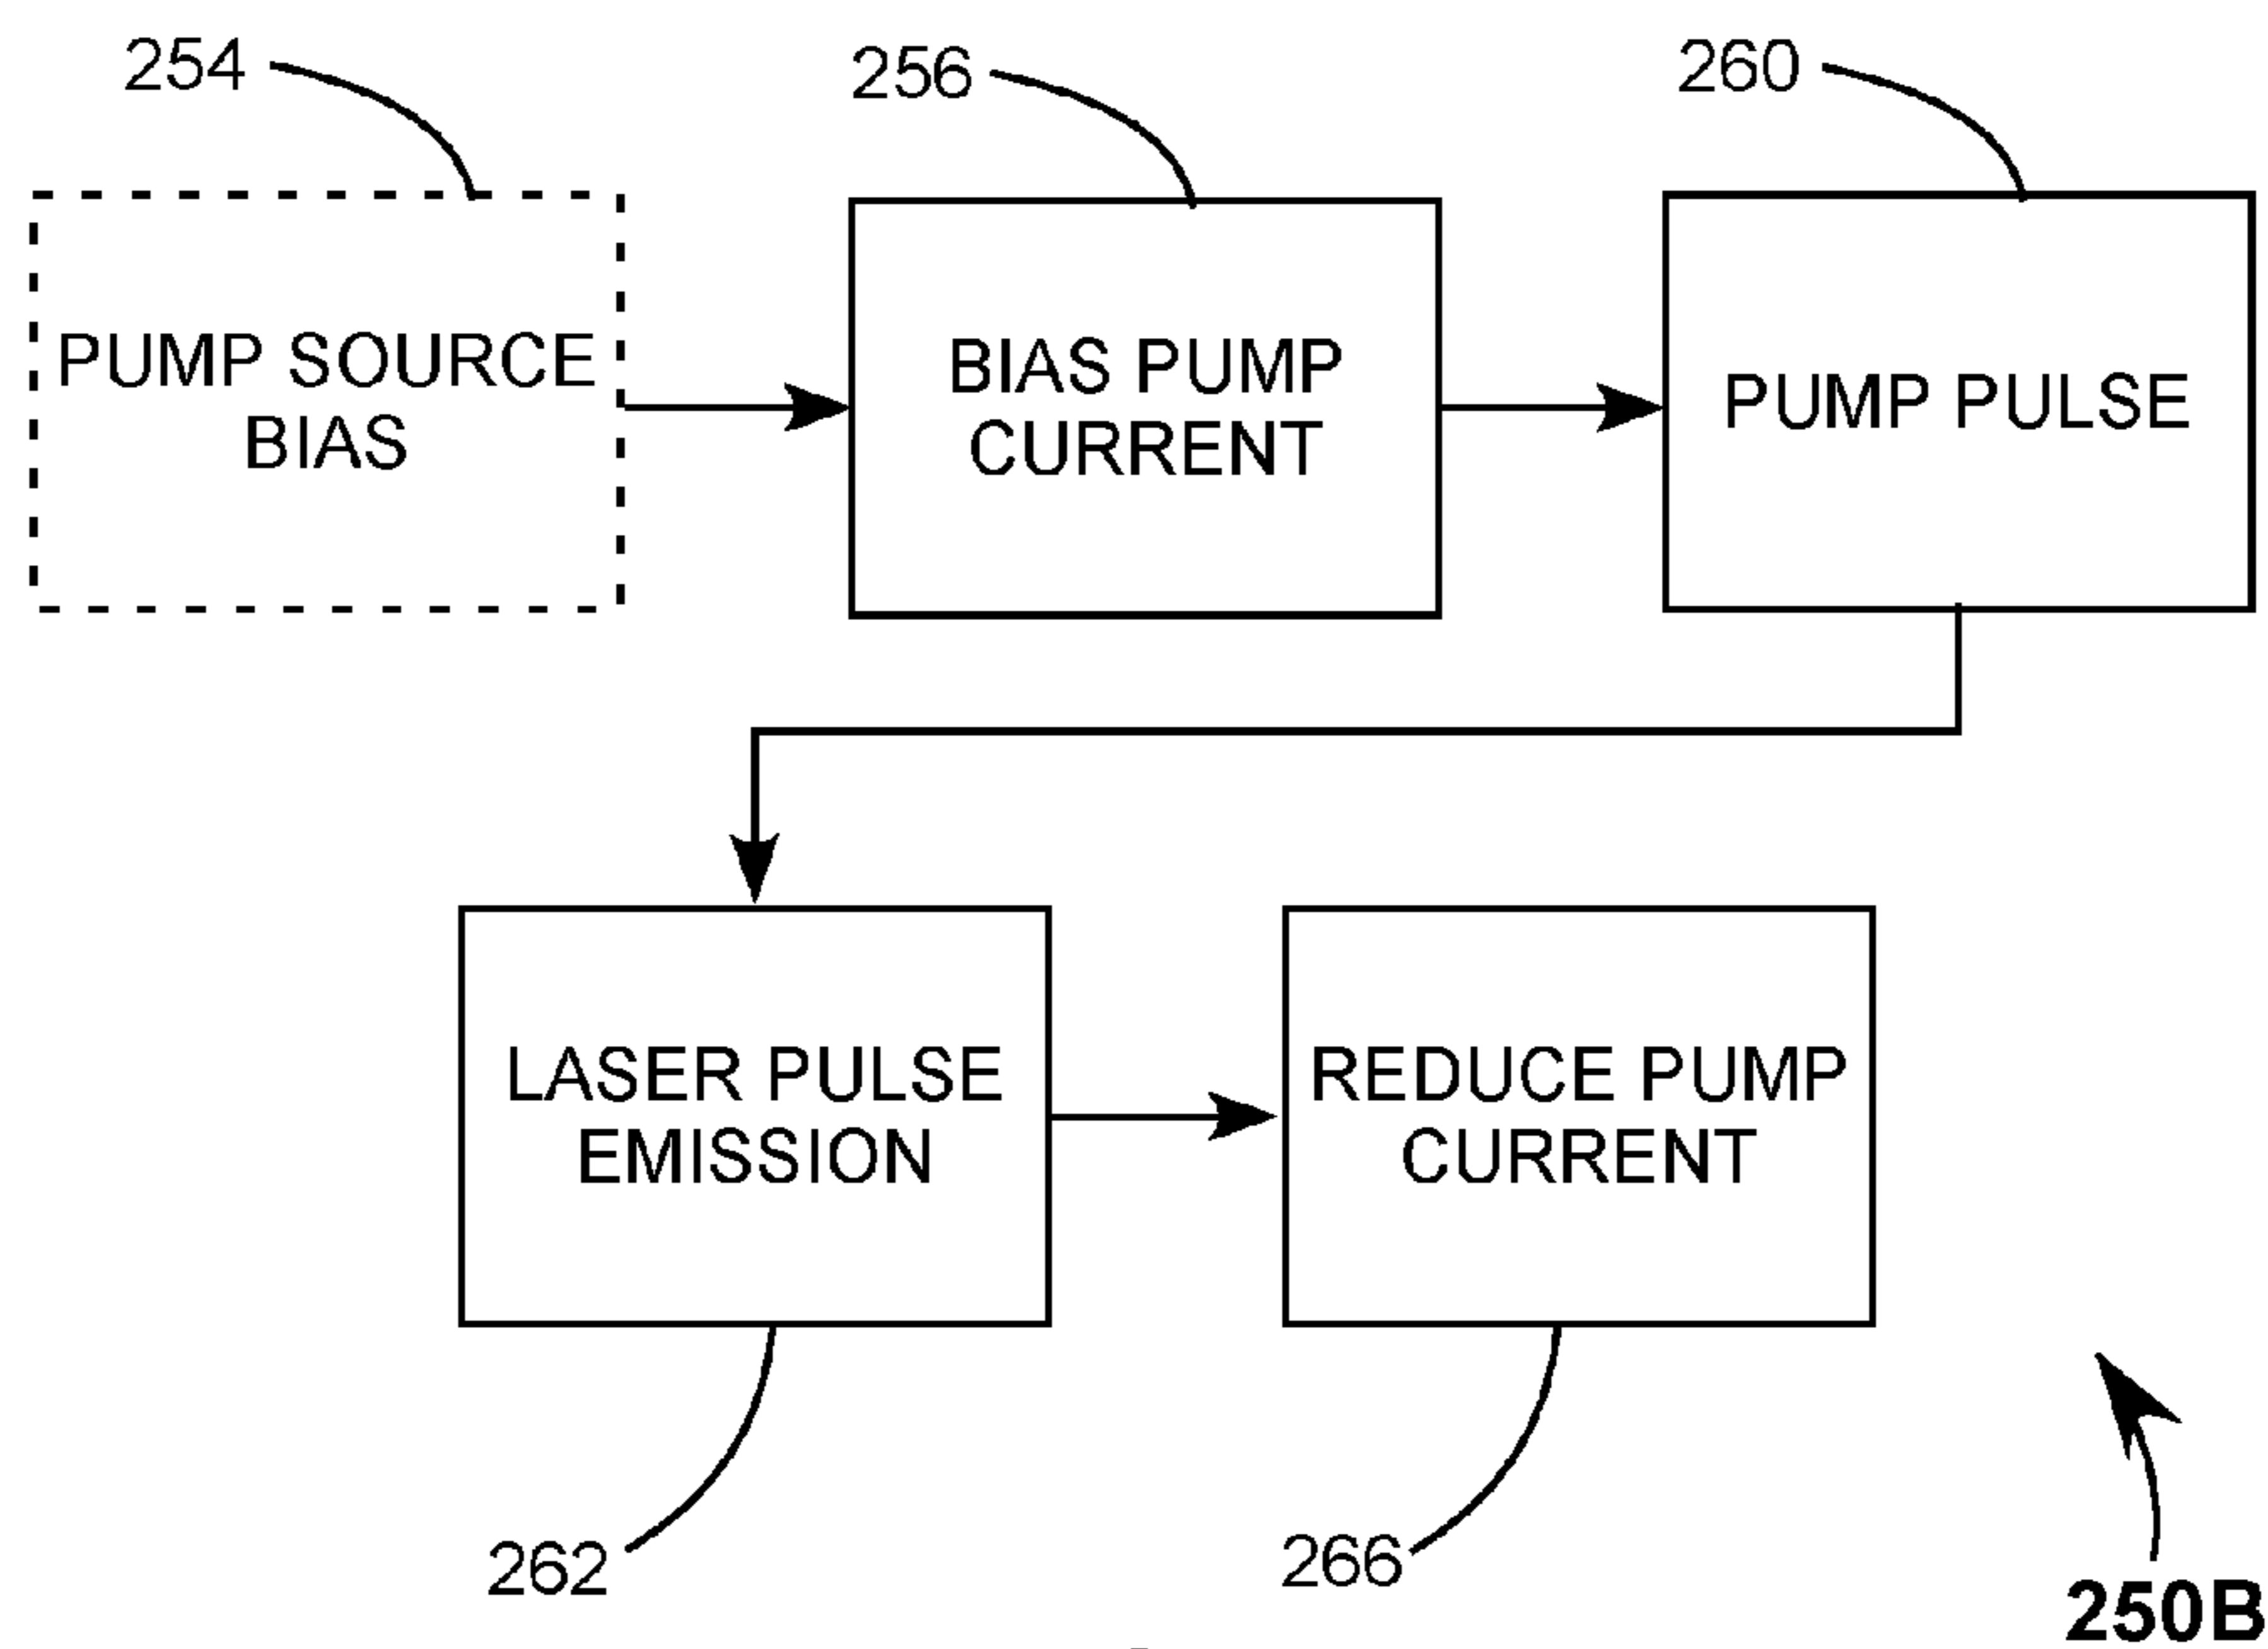 254
256
260
PUMP SOURCE
BIAS
BIAS PUMP
CURRENT
PUMP PULSE
LASER PULSE
EMISSION
REDUCE PUMP
CURRENT
262
266
250B